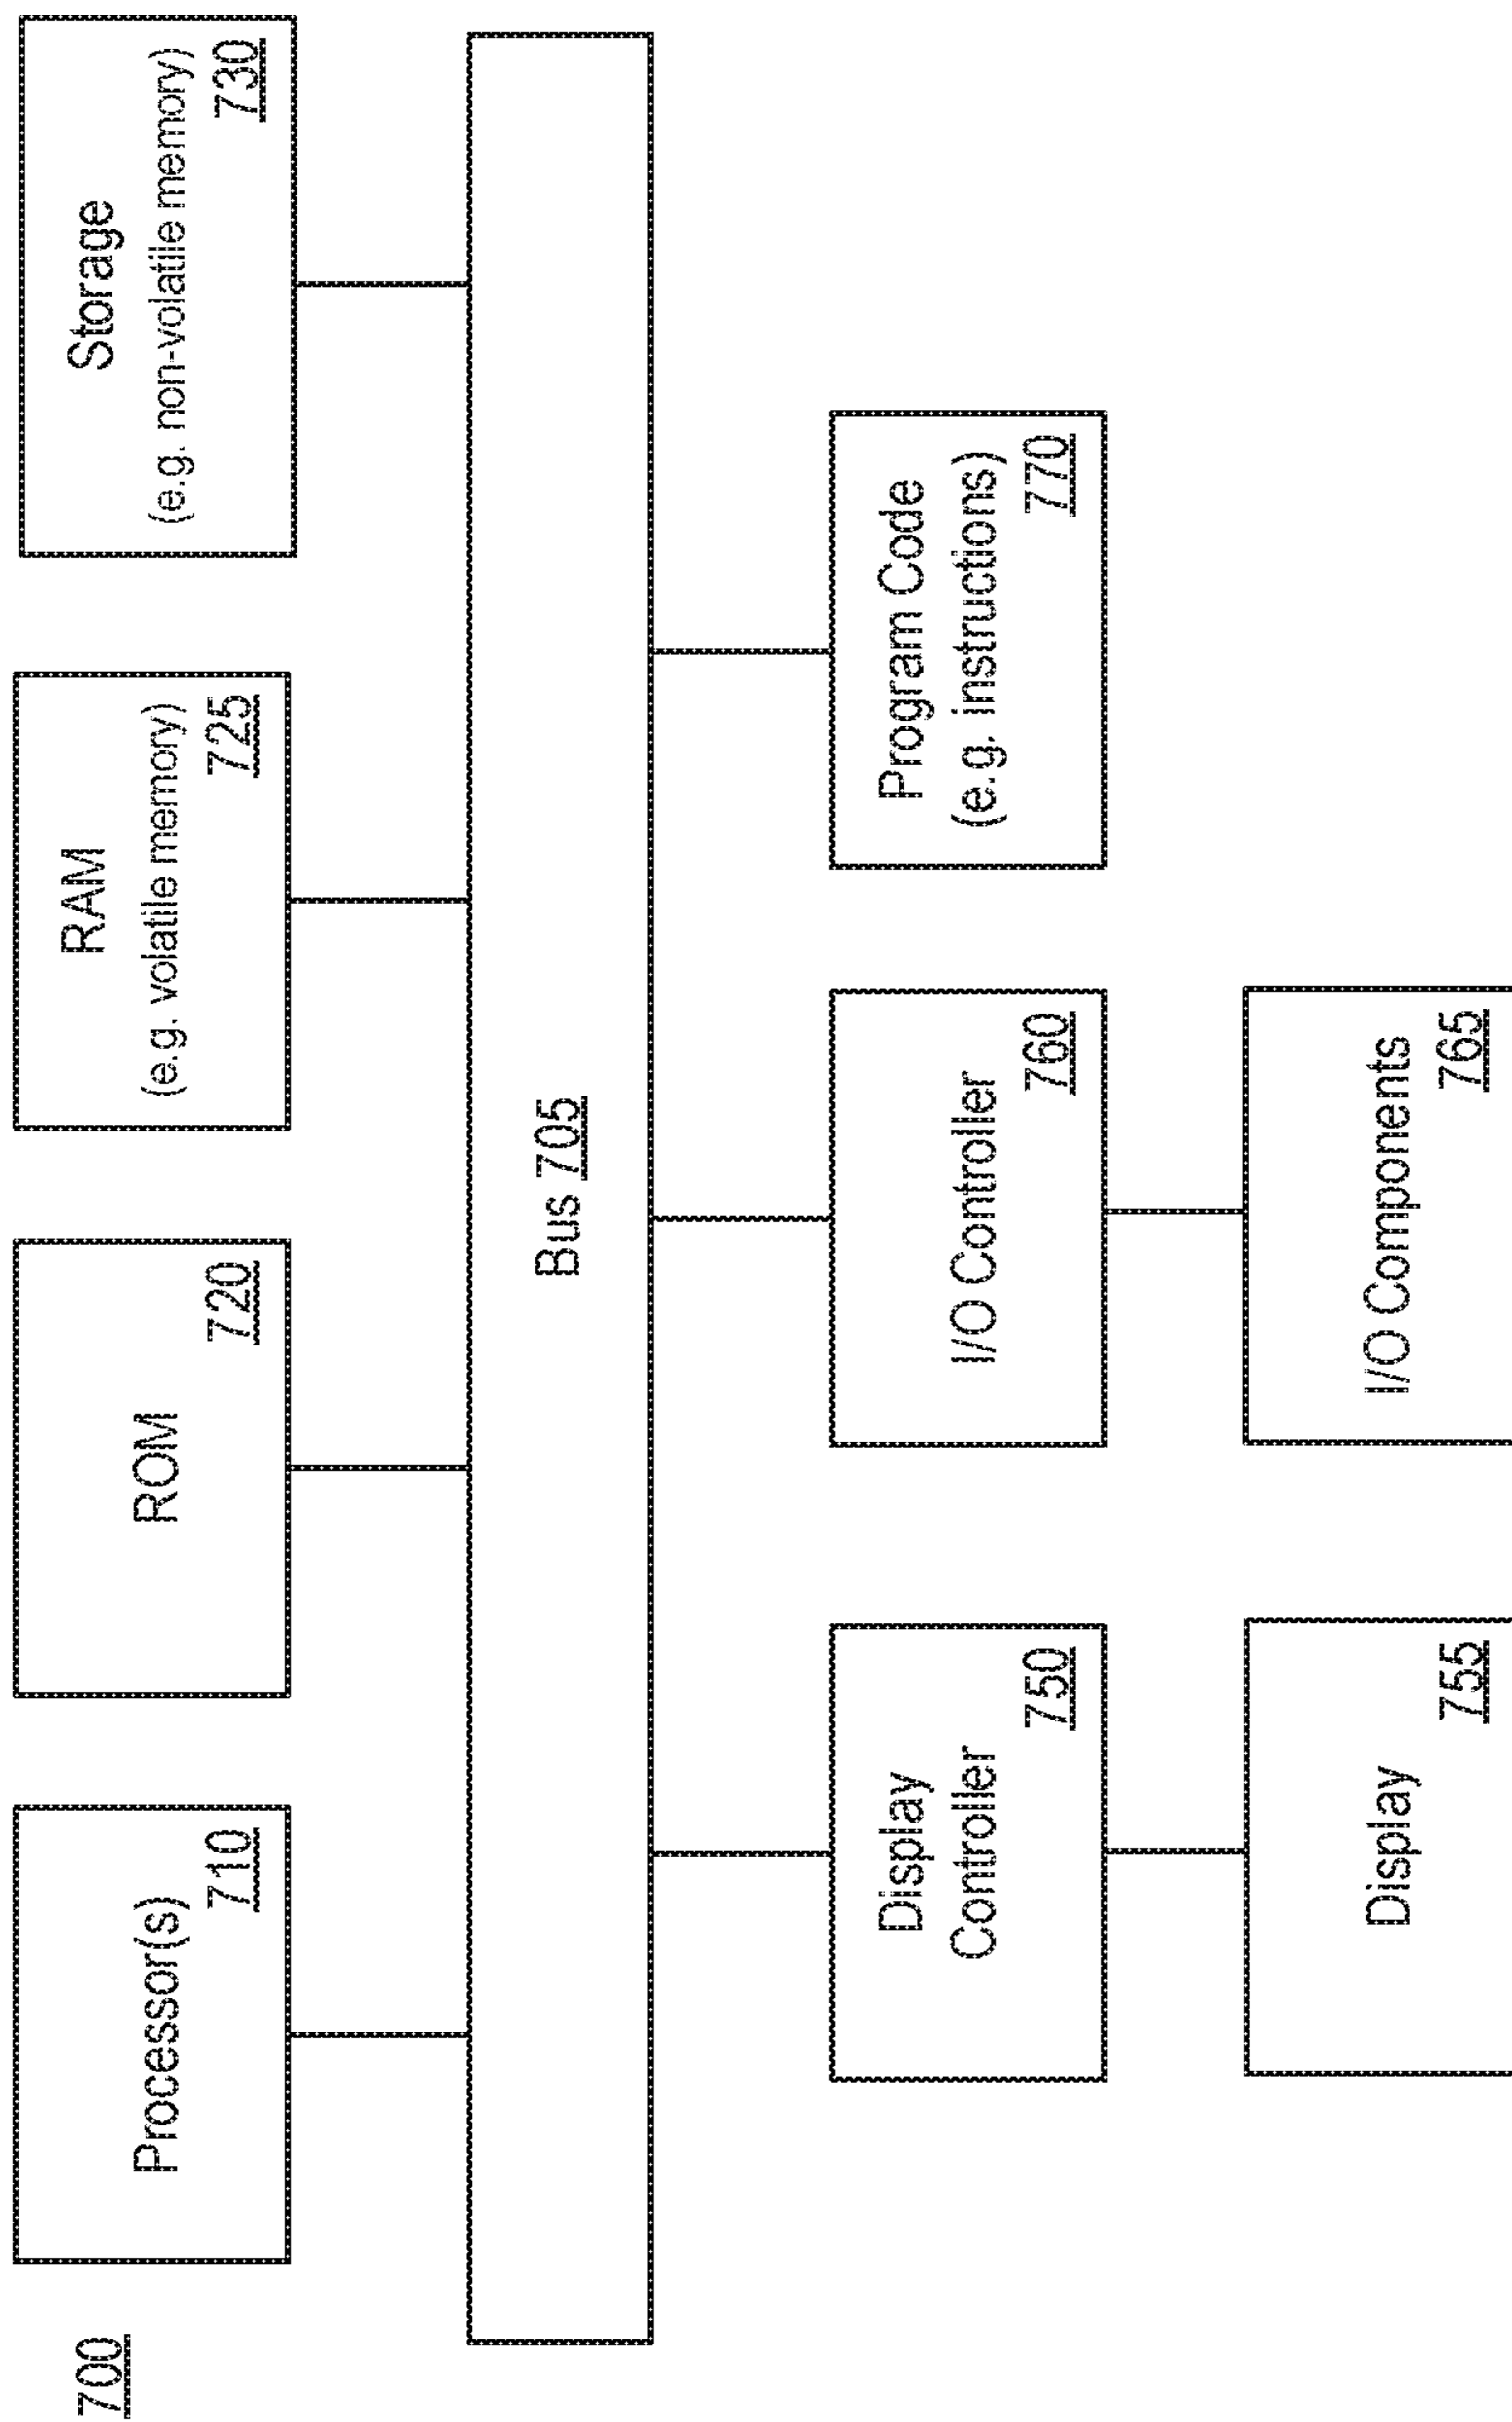 700
Processor(s)
710
ROM
720
RAM
(e.g. volatile memory)
725
Storage
(e.g. non-volatile memory)
730
Bus 705
Display
Controller
750
I/O Controller
760
Program Code
(e.g. instructions)
770
Display
755
I/O Components
765